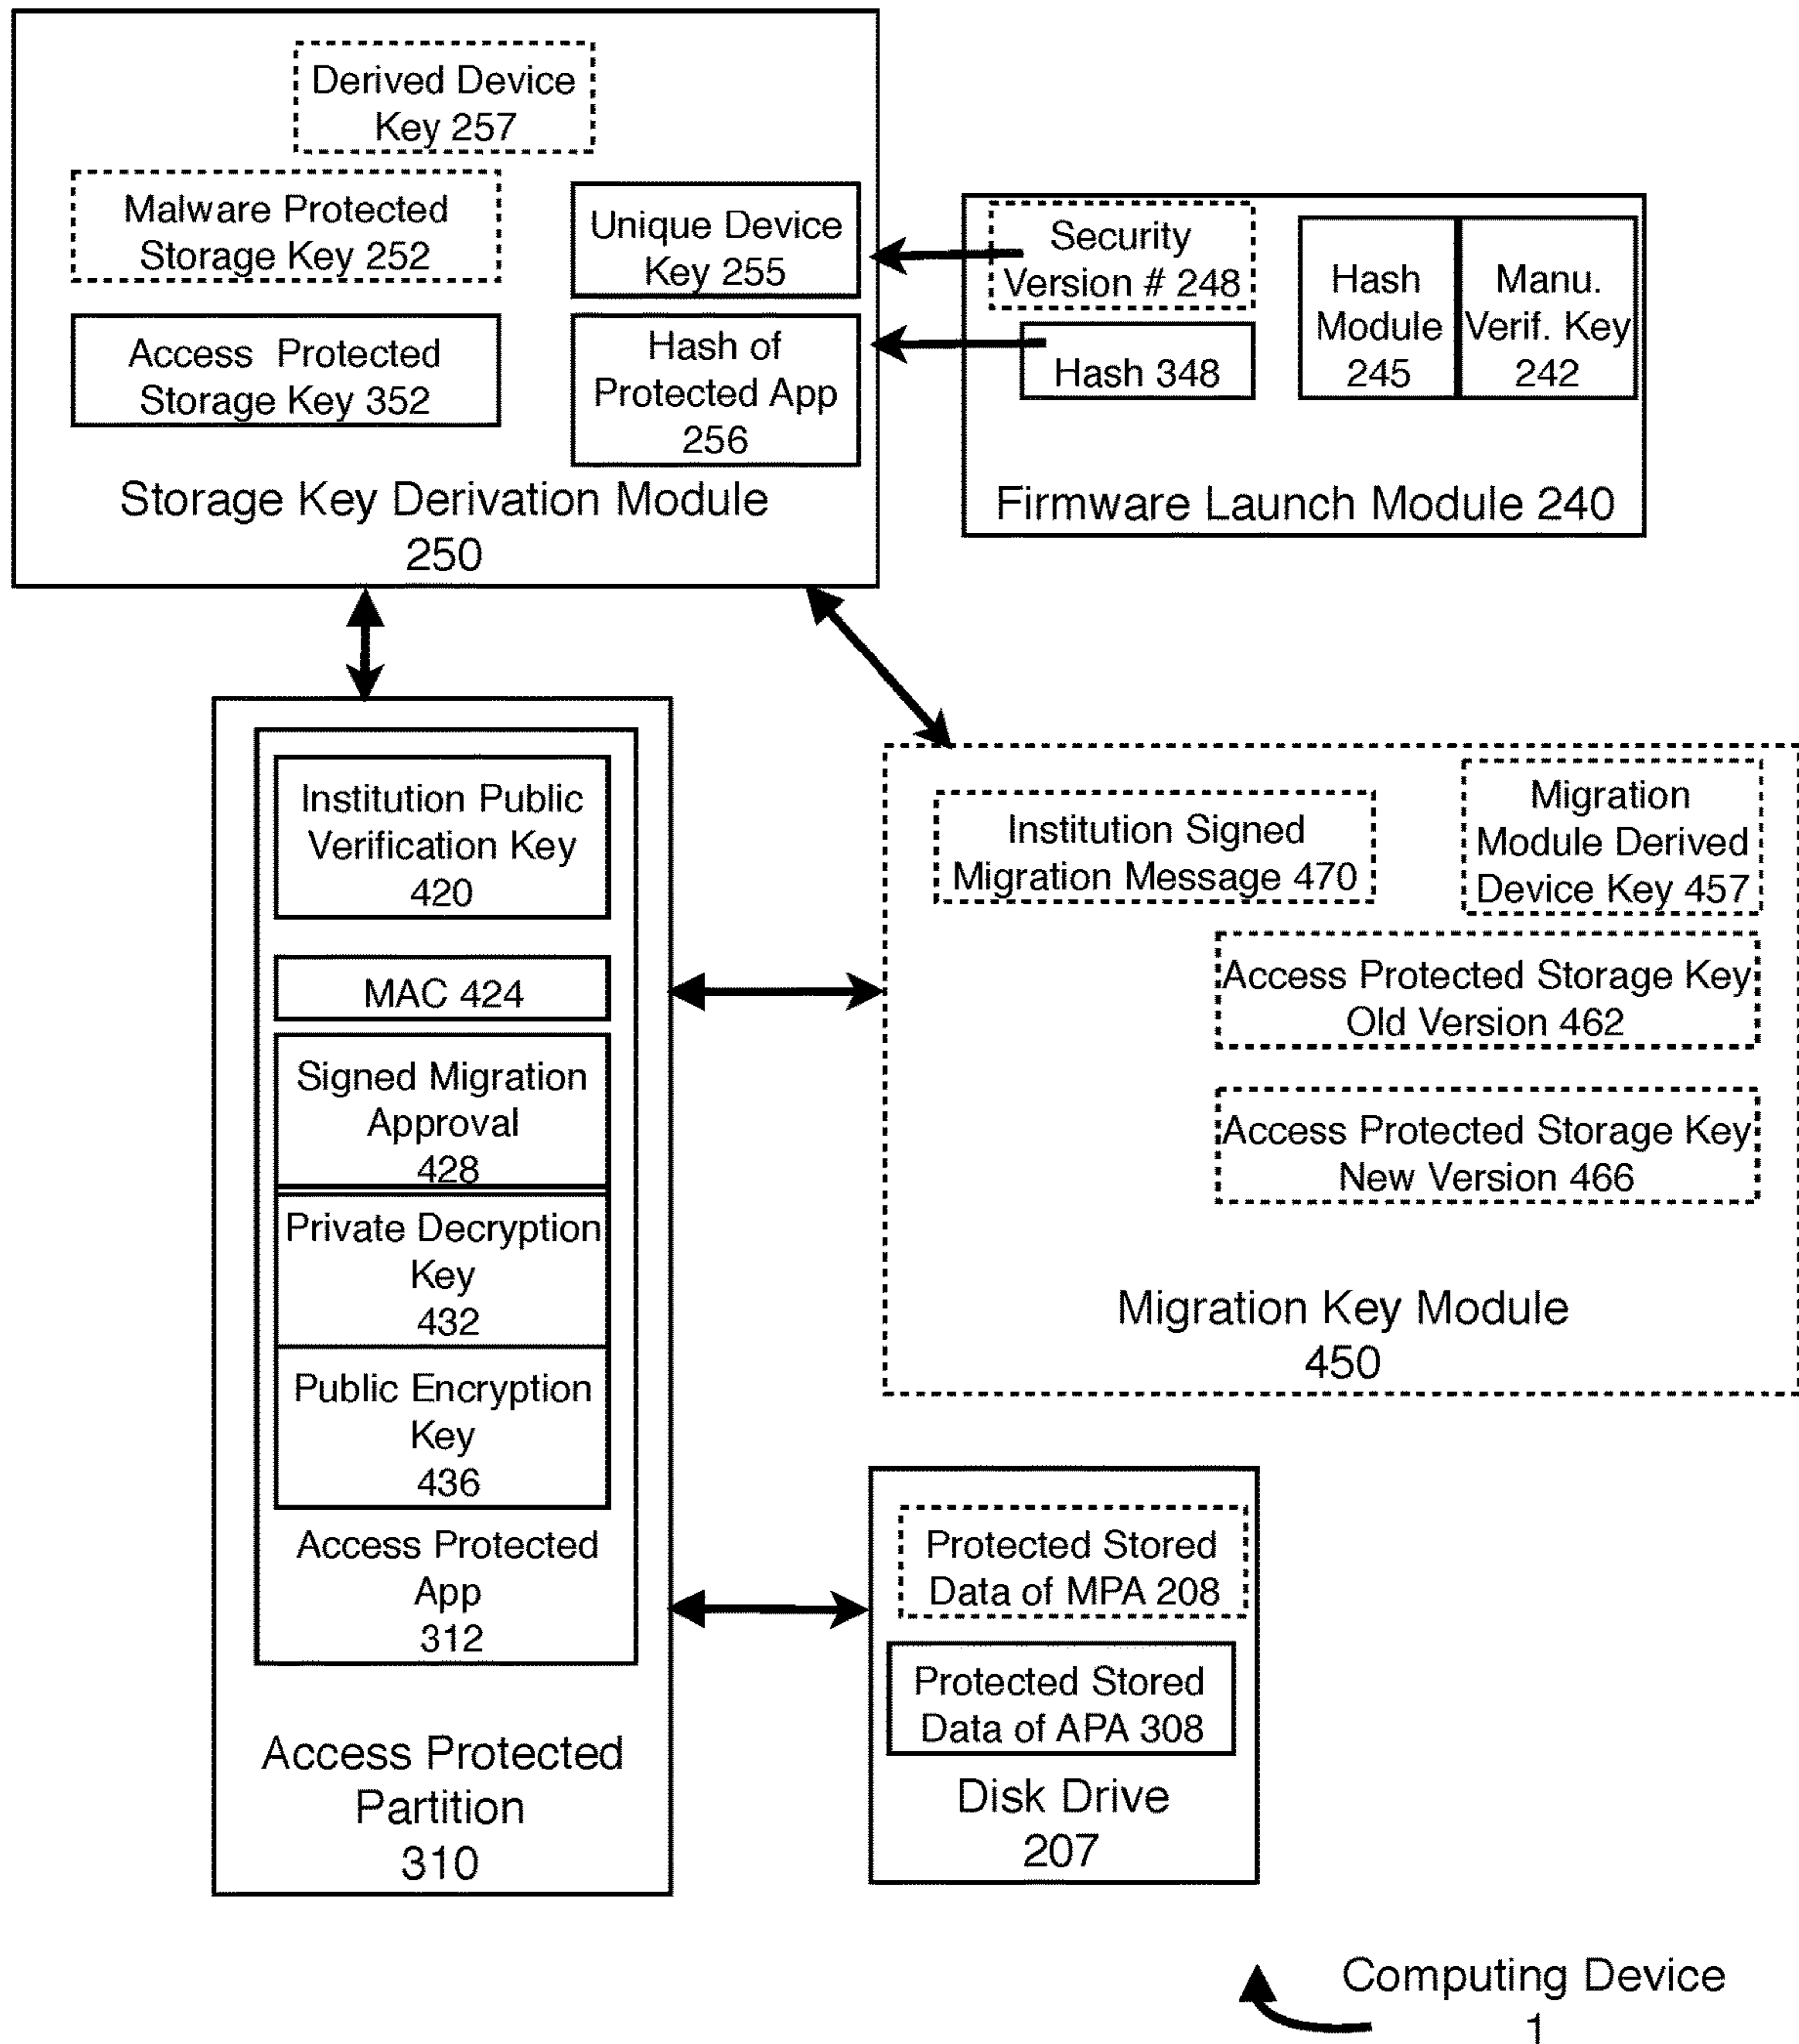 Derived Device
Key 257
Malware Protected
Storage Key 252
Access Protected
Storage Key 352
Unique Device
Key 255
Hash of
Protected App
256
Storage Key Derivation Module
250
Security
Version # 248
Hash 348
Hash
Module
245
Manu.
Verif. Key
242
Firmware Launch Module 240
Institution Public
Verification Key
420
MAC 424
Signed Migration
Approval
428
Private Decryption
Key
432
Public Encryption
Key
436
Access Protected
App
312
Access Protected
Partition
310
Institution Signed
Migration Message 470
Migration
Module Derived
Device Key 457
Access Protected Storage Key
Old Version 462
Access Protected Storage Key
New Version 466
Migration Key Module
450
Protected Stored
Data of MPA 208
Protected Stored
Data of APA 308
Disk Drive
207
Computing Device
1